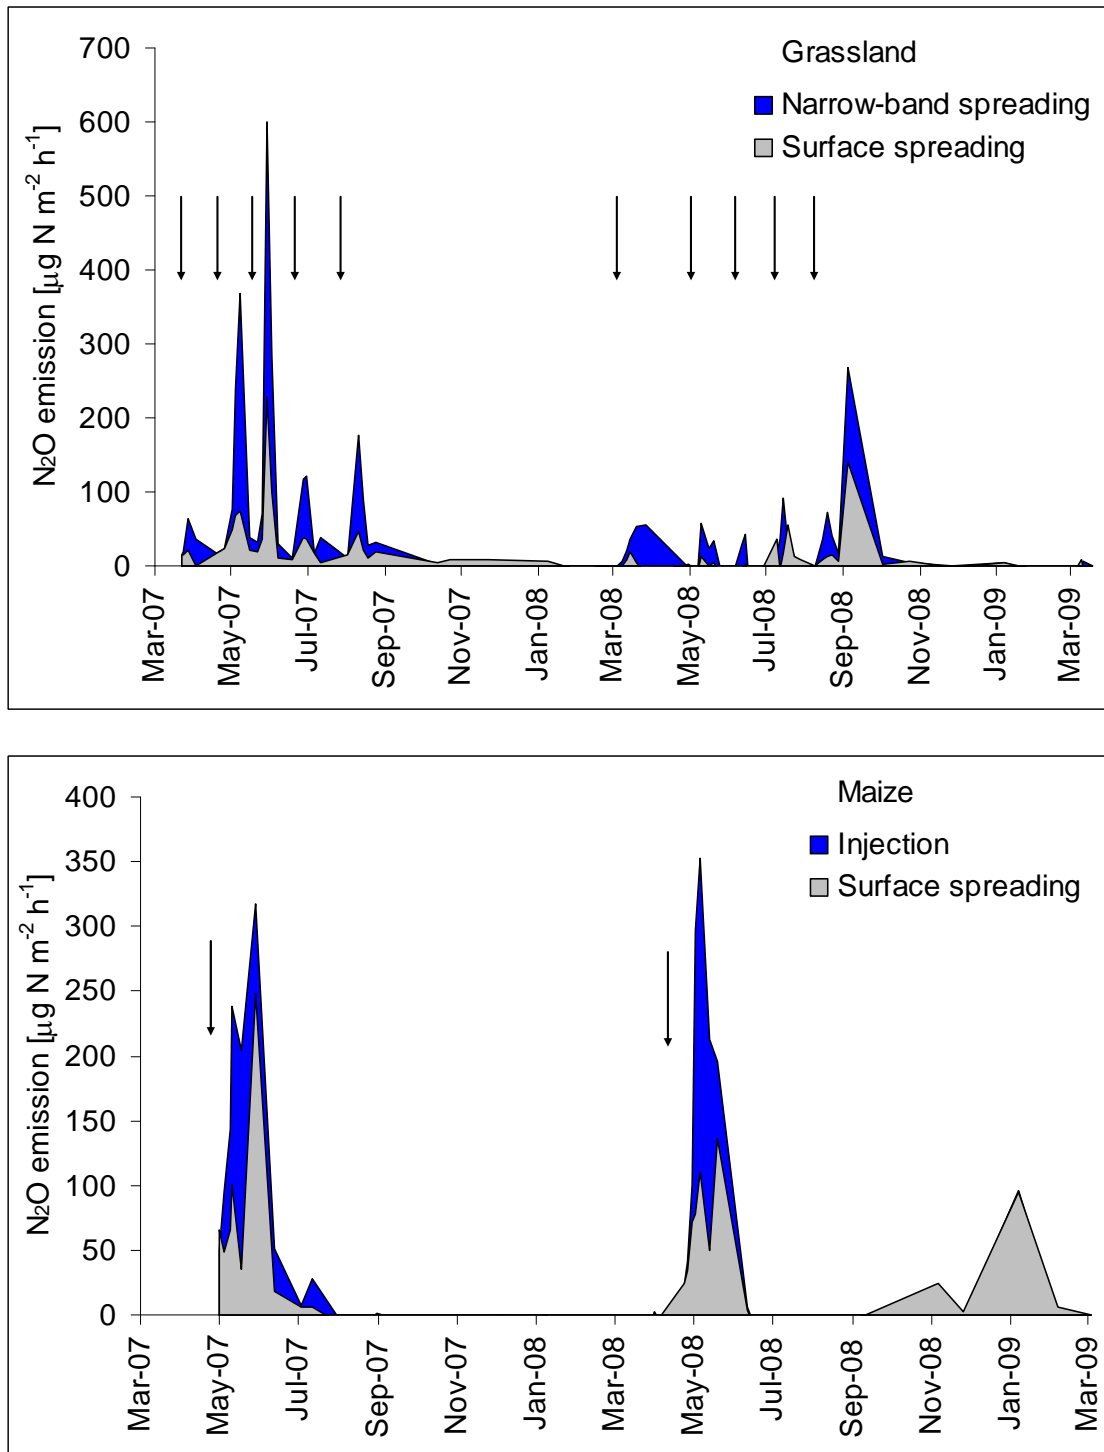 Grassland
Narrow-band spreading
Surface spreading
N₂O emission [µg N m⁻² h⁻¹]
700
600
500
400
300
200
100
0
Mar-07
May-07
Jul-07
Sep-07
Nov-07
Jan-08
Mar-08
May-08
Jul-08
Sep-08
Nov-08
Jan-09
Mar-09
Maize
Injection
Surface spreading
N₂O emission [µg N m⁻² h⁻¹]
400
350
300
250
200
150
100
50
0
Mar-07
May-07
Jul-07
Sep-07
Nov-07
Jan-08
Mar-08
May-08
Jul-08
Sep-08
Nov-08
Jan-09
Mar-09